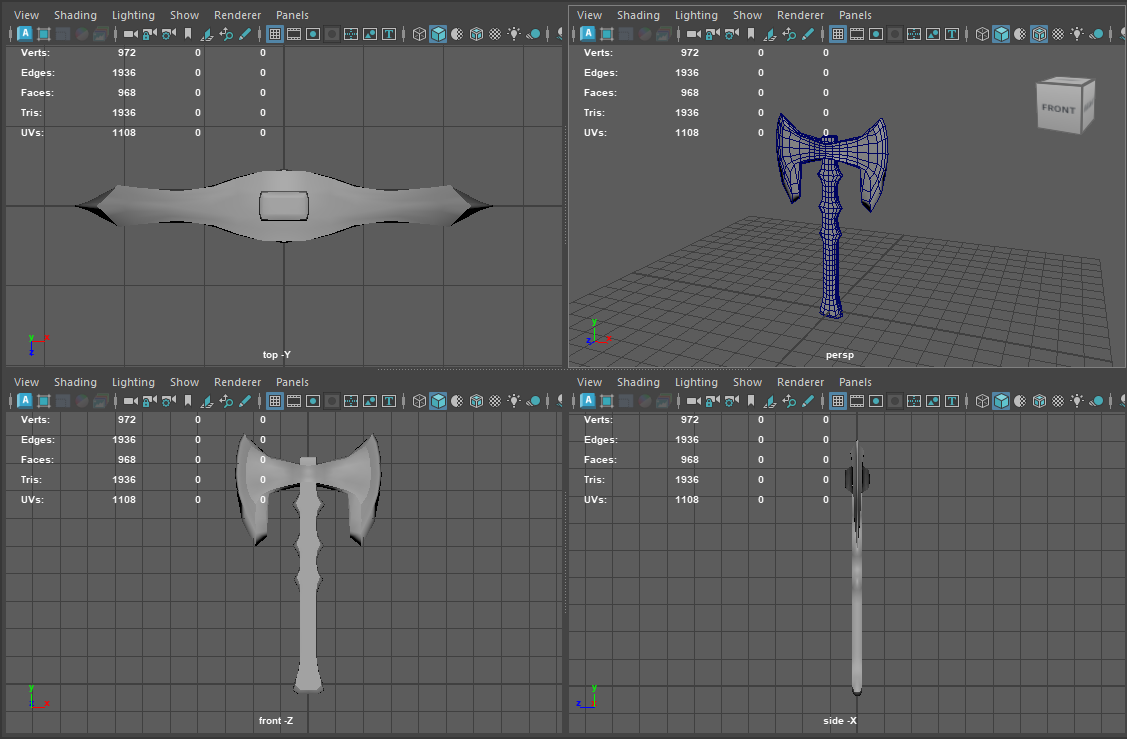 View Shading Lighting Show Renderer Panels
A T
Verts: 972 0 0
Edges: 1936 0 0
Faces: 968 0 0
Tris: 1936 0 0
UVs: 1108 0 0
y x
z
top -Y
View Shading Lighting Show Renderer Panels
A T
Verts: 972 0 0
Edges: 1936 0 0
Faces: 968 0 0
Tris: 1936 0 0
UVs: 1108 0 0
FRONT
y
z x
persp
View Shading Lighting Show Renderer Panels
A T
Verts: 972 0 0
Edges: 1936 0 0
Faces: 968 0 0
Tris: 1936 0 0
UVs: 1108 0 0
y
z x
front -Z
View Shading Lighting Show Renderer Panels
A T
Verts: 972 0 0
Edges: 1936 0 0
Faces: 968 0 0
Tris: 1936 0 0
UVs: 1108 0 0
y
z
side -X